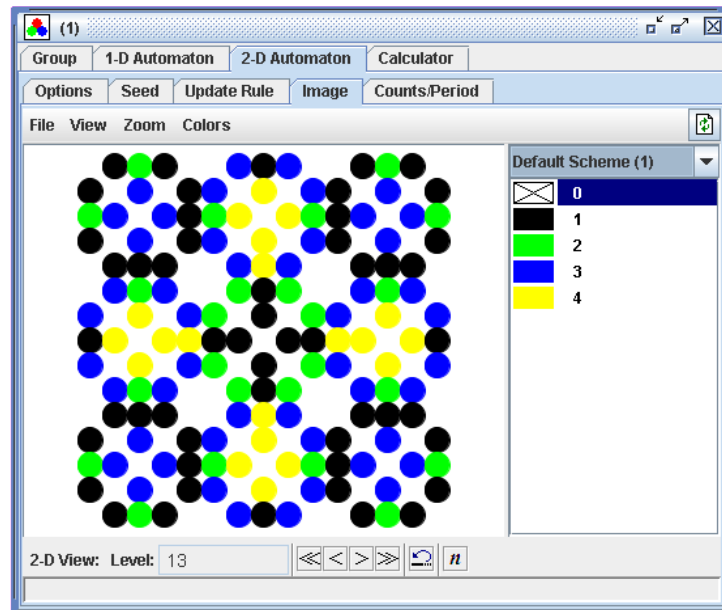 (1)
Group 1-D Automaton 2-D Automaton Calculator
Options Seed Update Rule Image Counts/Period
File View Zoom Colors
Default Scheme (1)
0
1
2
3
4
2-D View: Level: 13 ≪ < > ≫ n